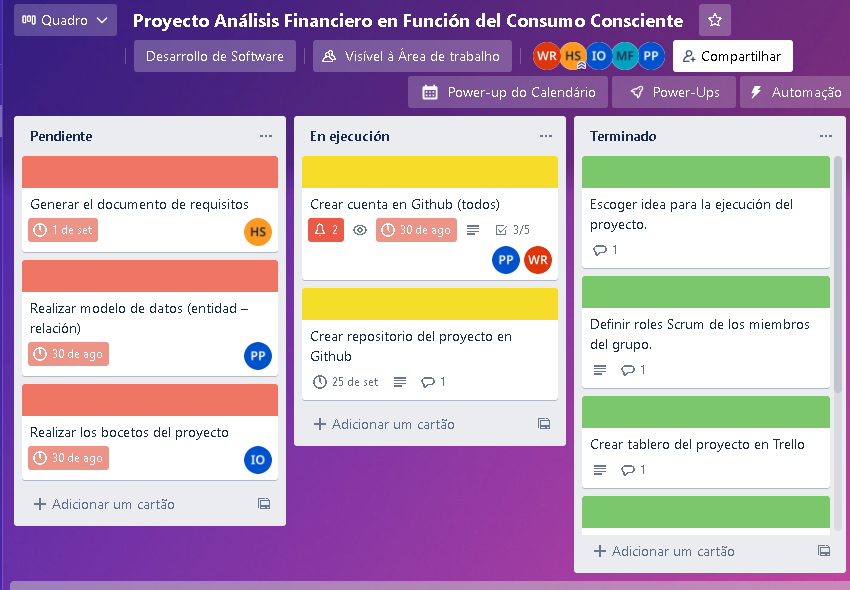 Quadro
Proyecto Análisis Financiero en Función del Consumo Consciente
Desarrollo de Software
Visível à Área de trabalho
WR HS IO MF PP
Compartilhar
Power-up do Calendário
Power-Ups
Automação
Pendiente
Generar el documento de requisitos
1 de set
HS
Realizar modelo de datos (entidad –
relación)
30 de ago
PP
Realizar los bocetos del proyecto
30 de ago
IO
Adicionar um cartão
En ejecución
Crear cuenta en Github (todos)
2 30 de ago 3/5
PP WR
Crear repositorio del proyecto en
Github
25 de set 1
Adicionar um cartão
Terminado
Escoger idea para la ejecución del
proyecto.
1
Definir roles Scrum de los miembros
del grupo.
1
Crear tablero del proyecto en Trello
1
Adicionar um cartão